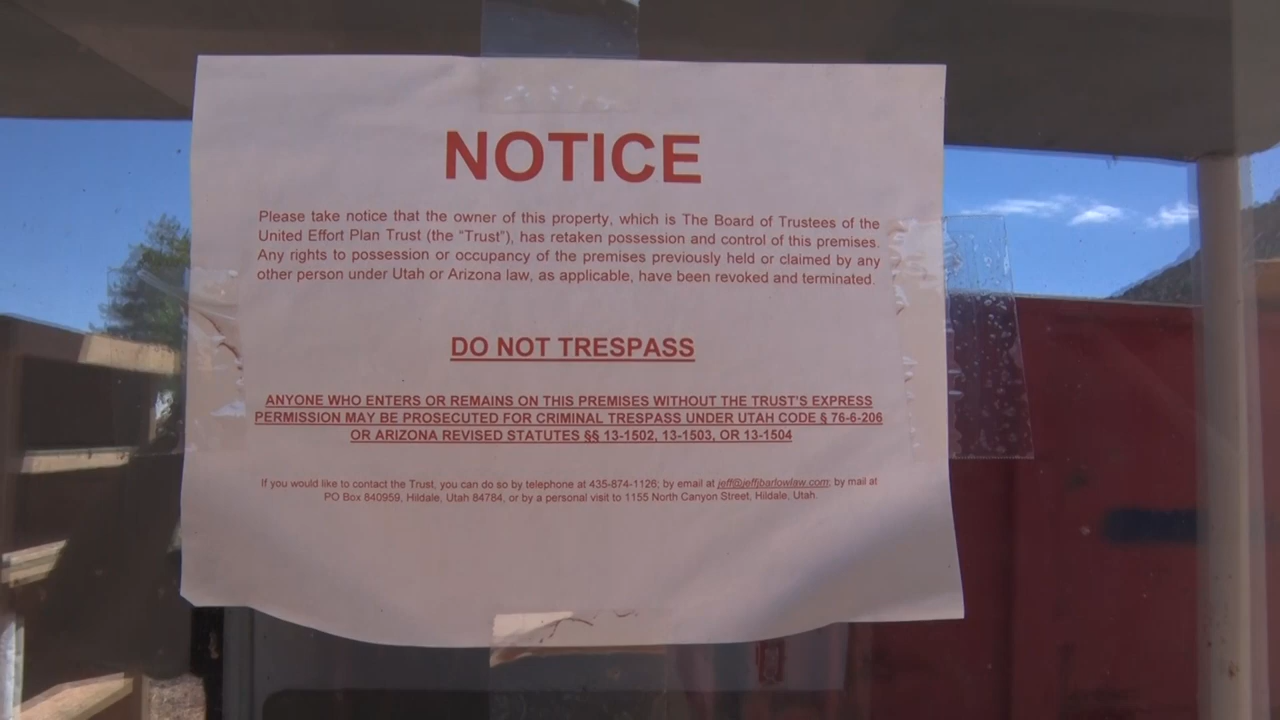 NOTICE
Please take notice that the owner of this property, which is The Board of Trustees of the
United Effort Plan Trust (the “Trust”), has retaken possession and control of this premises.
Any rights to possession or occupancy of the premises previously held or claimed by any
other person under Utah or Arizona law, as applicable, have been revoked and terminated.
DO NOT TRESPASS
ANYONE WHO ENTERS OR REMAINS ON THIS PREMISES WITHOUT THE TRUST’S EXPRESS
PERMISSION MAY BE PROSECUTED FOR CRIMINAL TRESPASS UNDER UTAH CODE § 76-6-206
OR ARIZONA REVISED STATUTES §§ 13-1502, 13-1503, OR 13-1504
If you would like to contact the Trust, you can do so by telephone at 435-874-1126; by email at jeff@jeffjbarlowlaw.com; by mail at
PO Box 840959, Hildale, Utah 84784, or by a personal visit to 1155 North Canyon Street, Hildale, Utah.